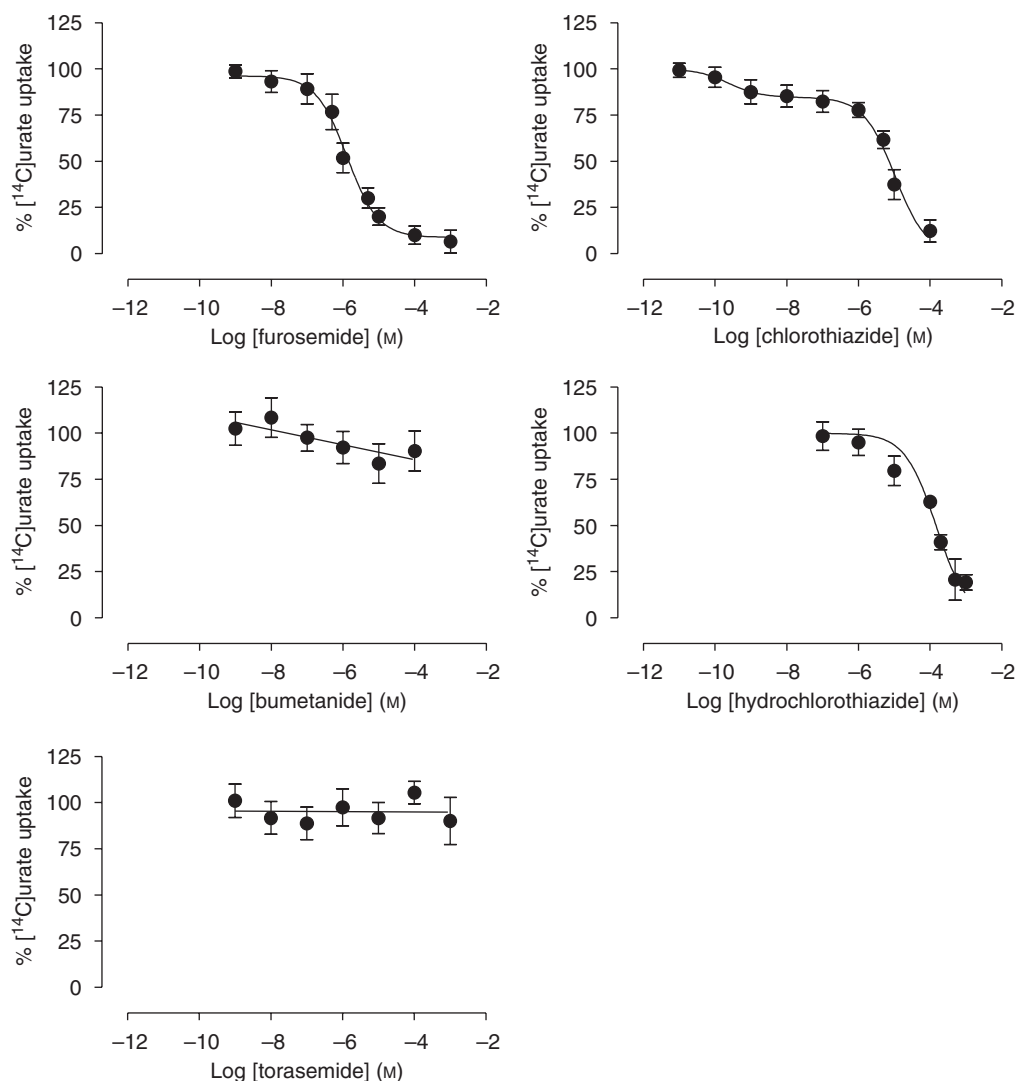 % [¹⁴C]urate uptake
125
100
75
50
25
0
−12 −10 −8 −6 −4 −2
Log [furosemide] (M)
% [¹⁴C]urate uptake
125
100
75
50
25
0
−12 −10 −8 −6 −4 −2
Log [chlorothiazide] (M)
% [¹⁴C]urate uptake
125
100
75
50
25
0
−12 −10 −8 −6 −4 −2
Log [bumetanide] (M)
% [¹⁴C]urate uptake
125
100
75
50
25
0
−12 −10 −8 −6 −4 −2
Log [hydrochlorothiazide] (M)
% [¹⁴C]urate uptake
125
100
75
50
25
0
−12 −10 −8 −6 −4 −2
Log [torasemide] (M)